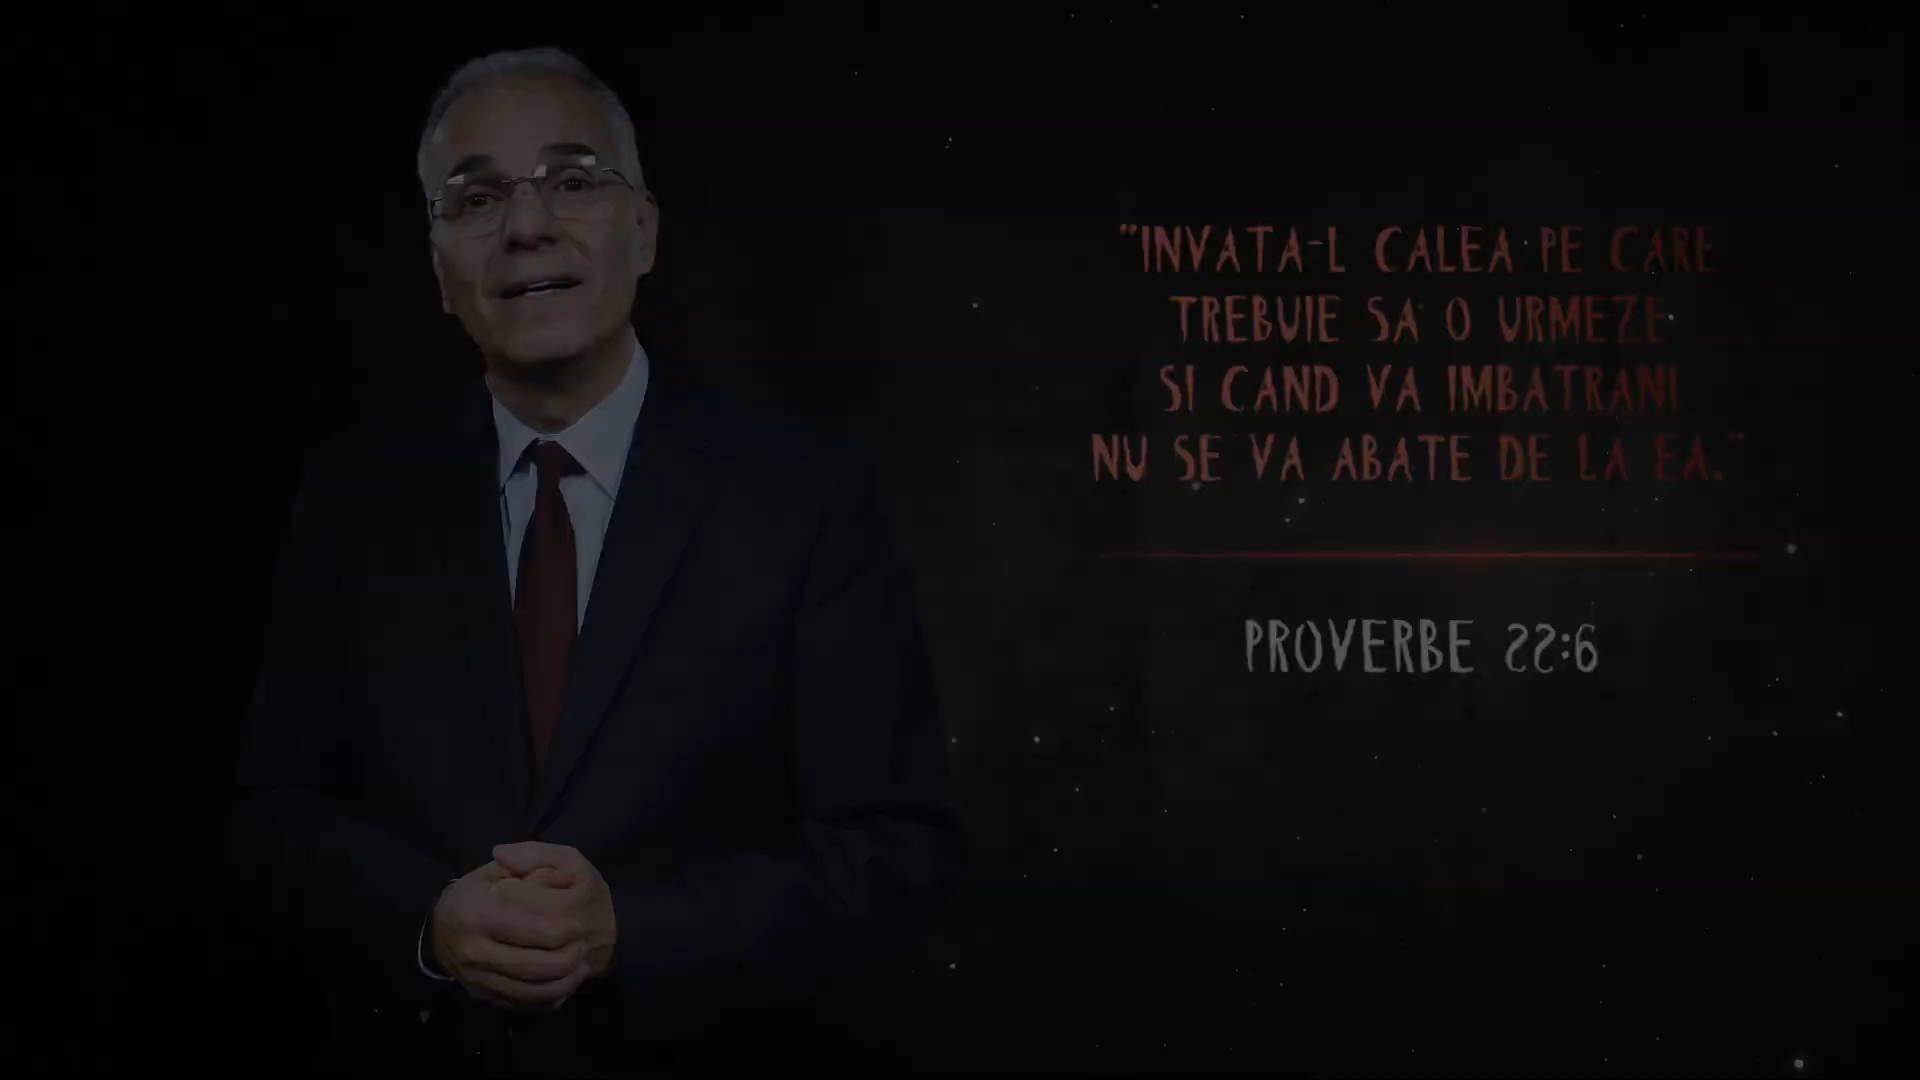 "INVATA-L CALEA PE CARE
TREBUIE SA O URMEZE
SI CAND VA IMBATRANI
NU SE VA ABATE DE LA EA."
PROVERBE 22:6